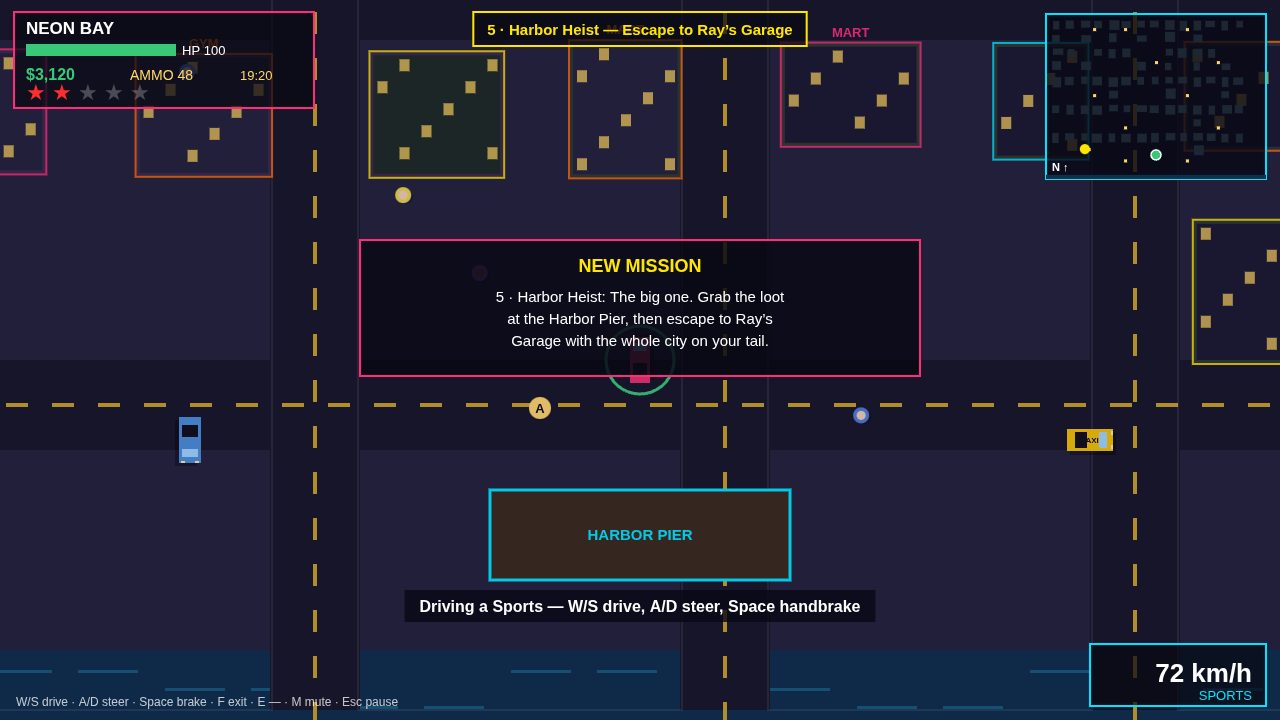 NEON BAY
HP 100
$3,120 AMMO 48 19:20
5 · Harbor Heist — Escape to Ray’s Garage
MART
N ↑
NEW MISSION
5 · Harbor Heist: The big one. Grab the loot
at the Harbor Pier, then escape to Ray’s
Garage with the whole city on your tail.
A
HARBOR PIER
Driving a Sports — W/S drive, A/D steer, Space handbrake
72 km/h
SPORTS
W/S drive · A/D steer · Space brake · F exit · E — · M mute · Esc pause